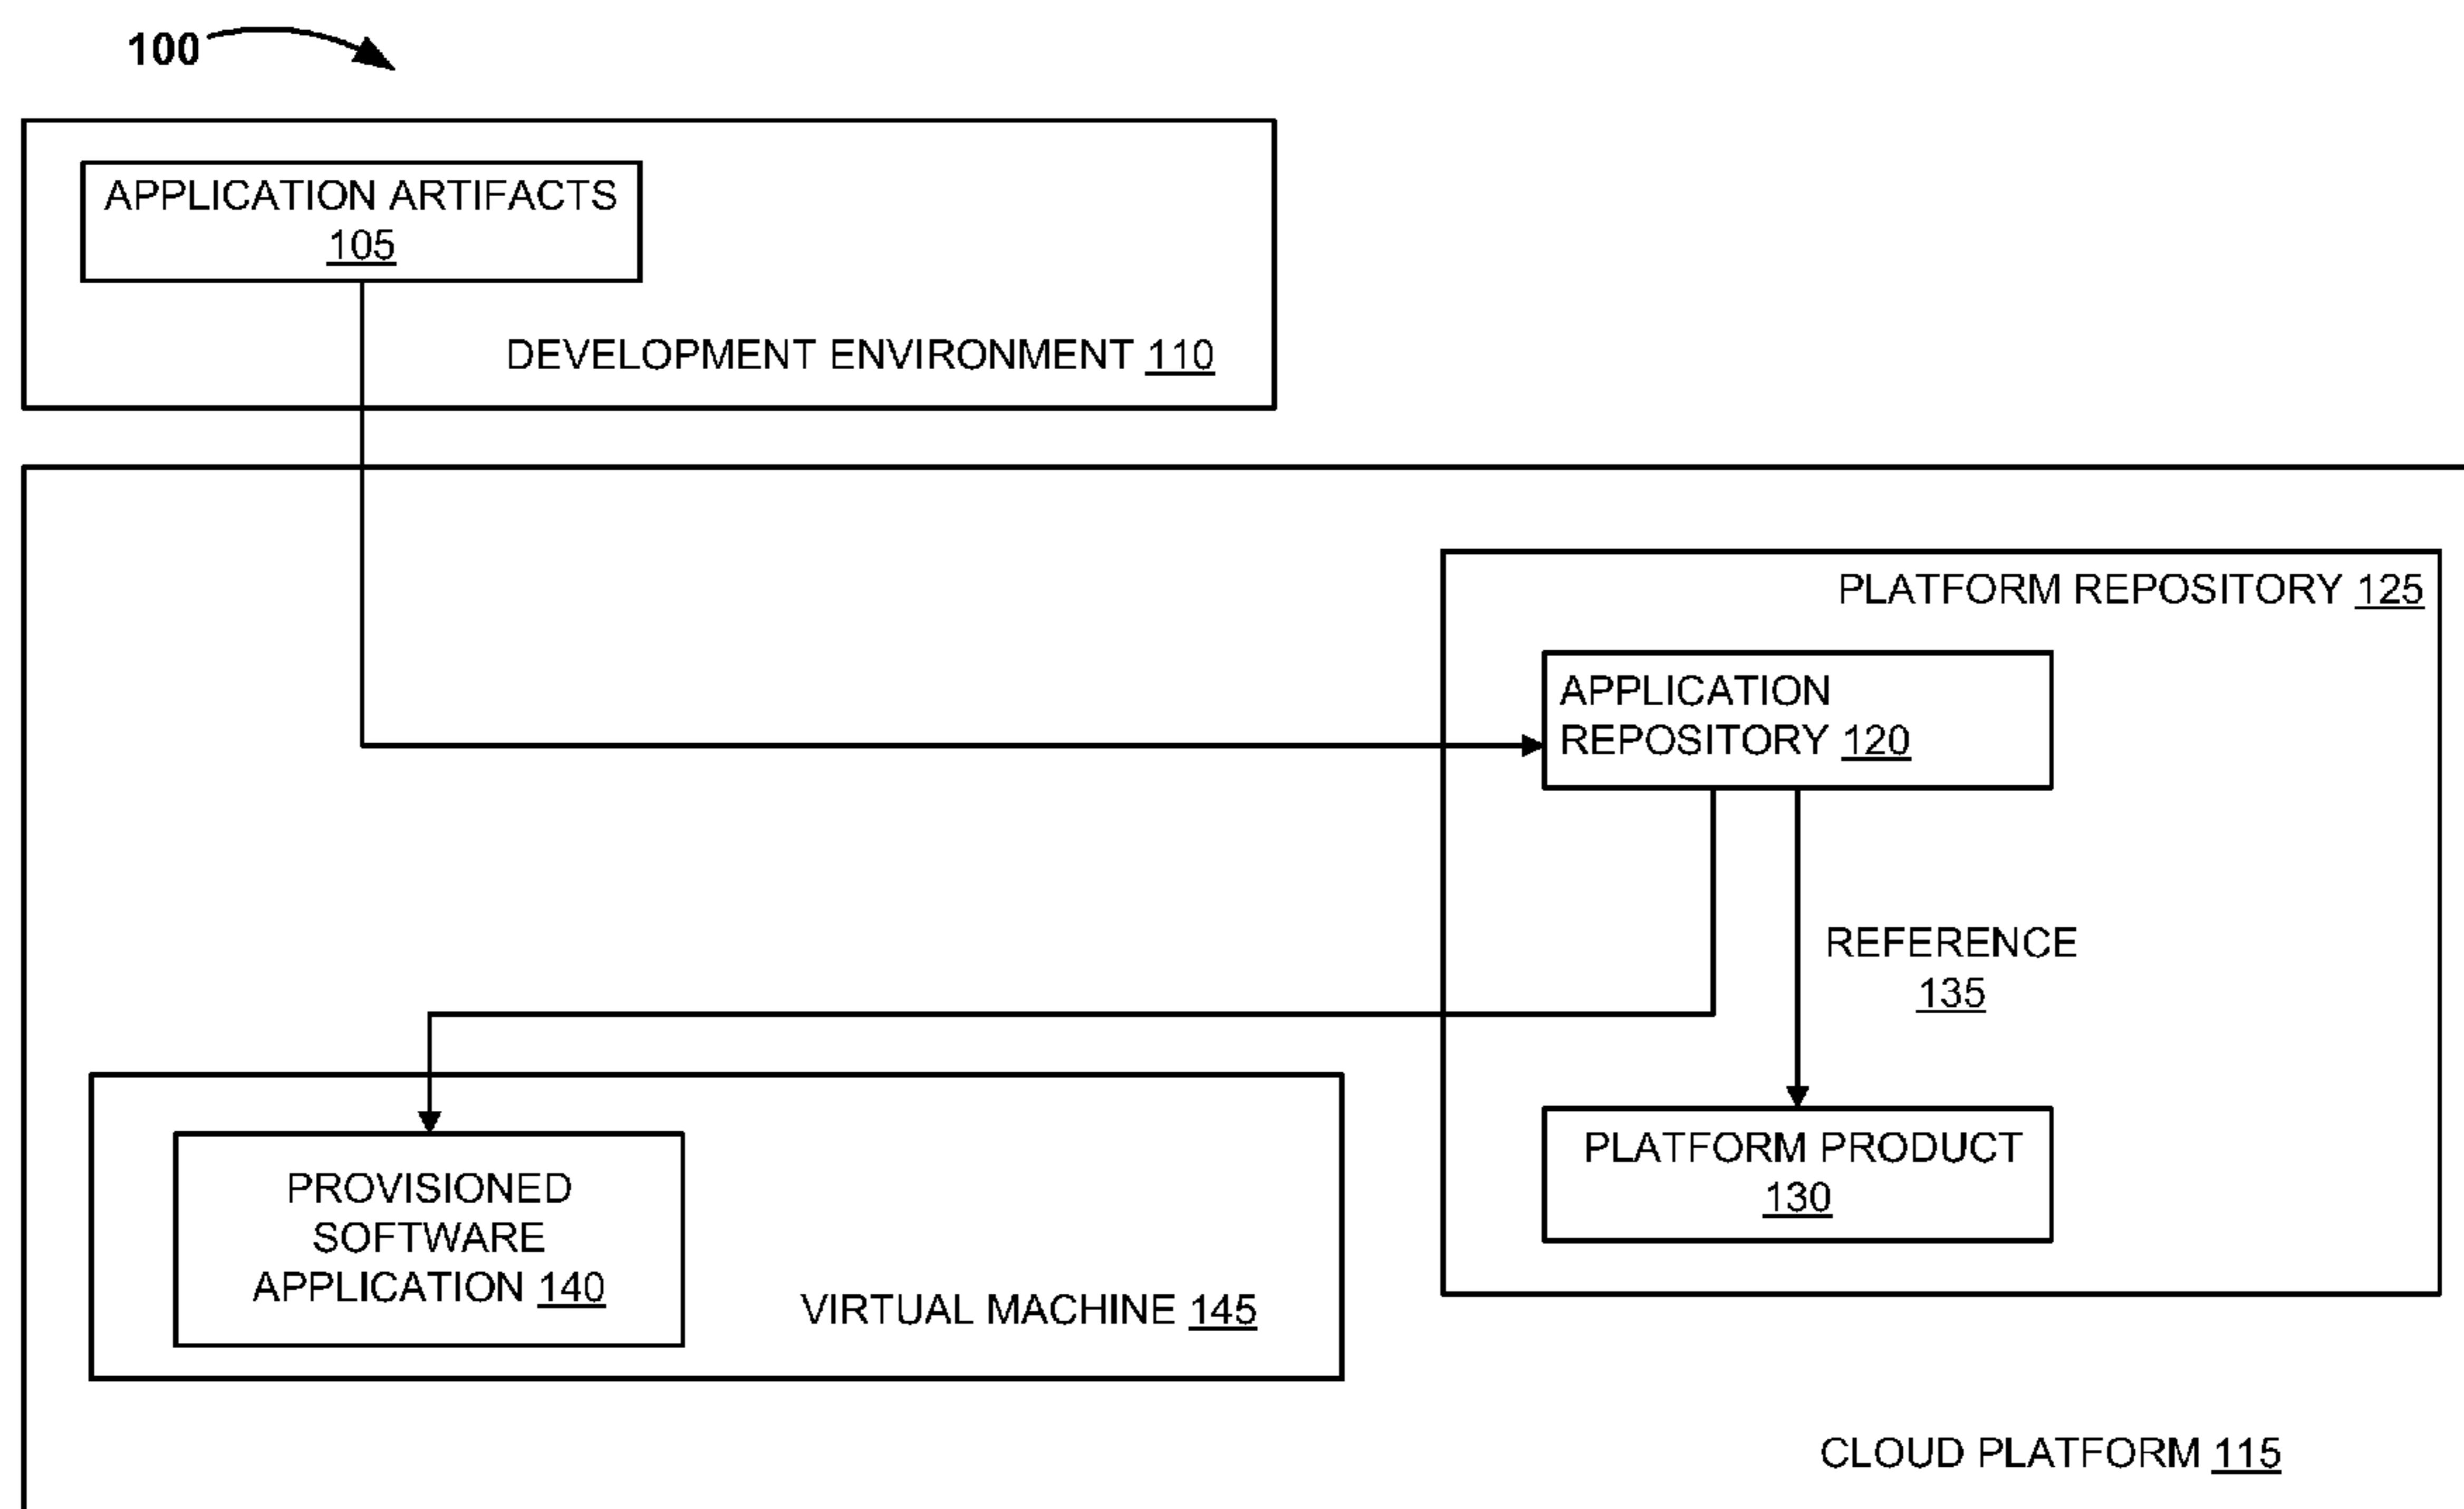 100
APPLICATION ARTIFACTS
105
DEVELOPMENT ENVIRONMENT 110
PLATFORM REPOSITORY 125
APPLICATION
REPOSITORY 120
REFERENCE
135
PLATFORM PRODUCT
130
PROVISIONED
SOFTWARE
APPLICATION 140
VIRTUAL MACHINE 145
CLOUD PLATFORM 115